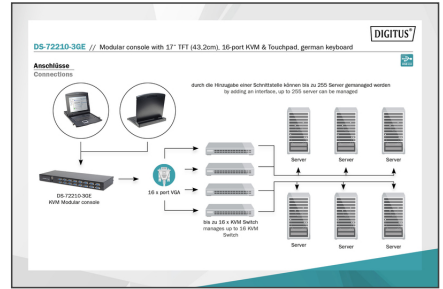 DIGITUS®
DS-72210-3GE // Modular console with 17" TFT (43,2cm), 16-port KVM & Touchpad, german keyboard
Anschlüsse
Connections
durch die Hinzugabe einer Schnittstelle können bis zu 255 Server gemanaged werden
by adding an interface, up to 255 server can be managed
Server
Server
Server
16 x port VGA
DS-72210-3GE
KVM Modular console
bis zu 16 x KVM Switch
manages up to 16 KVM
Switch
Server
Server
Server